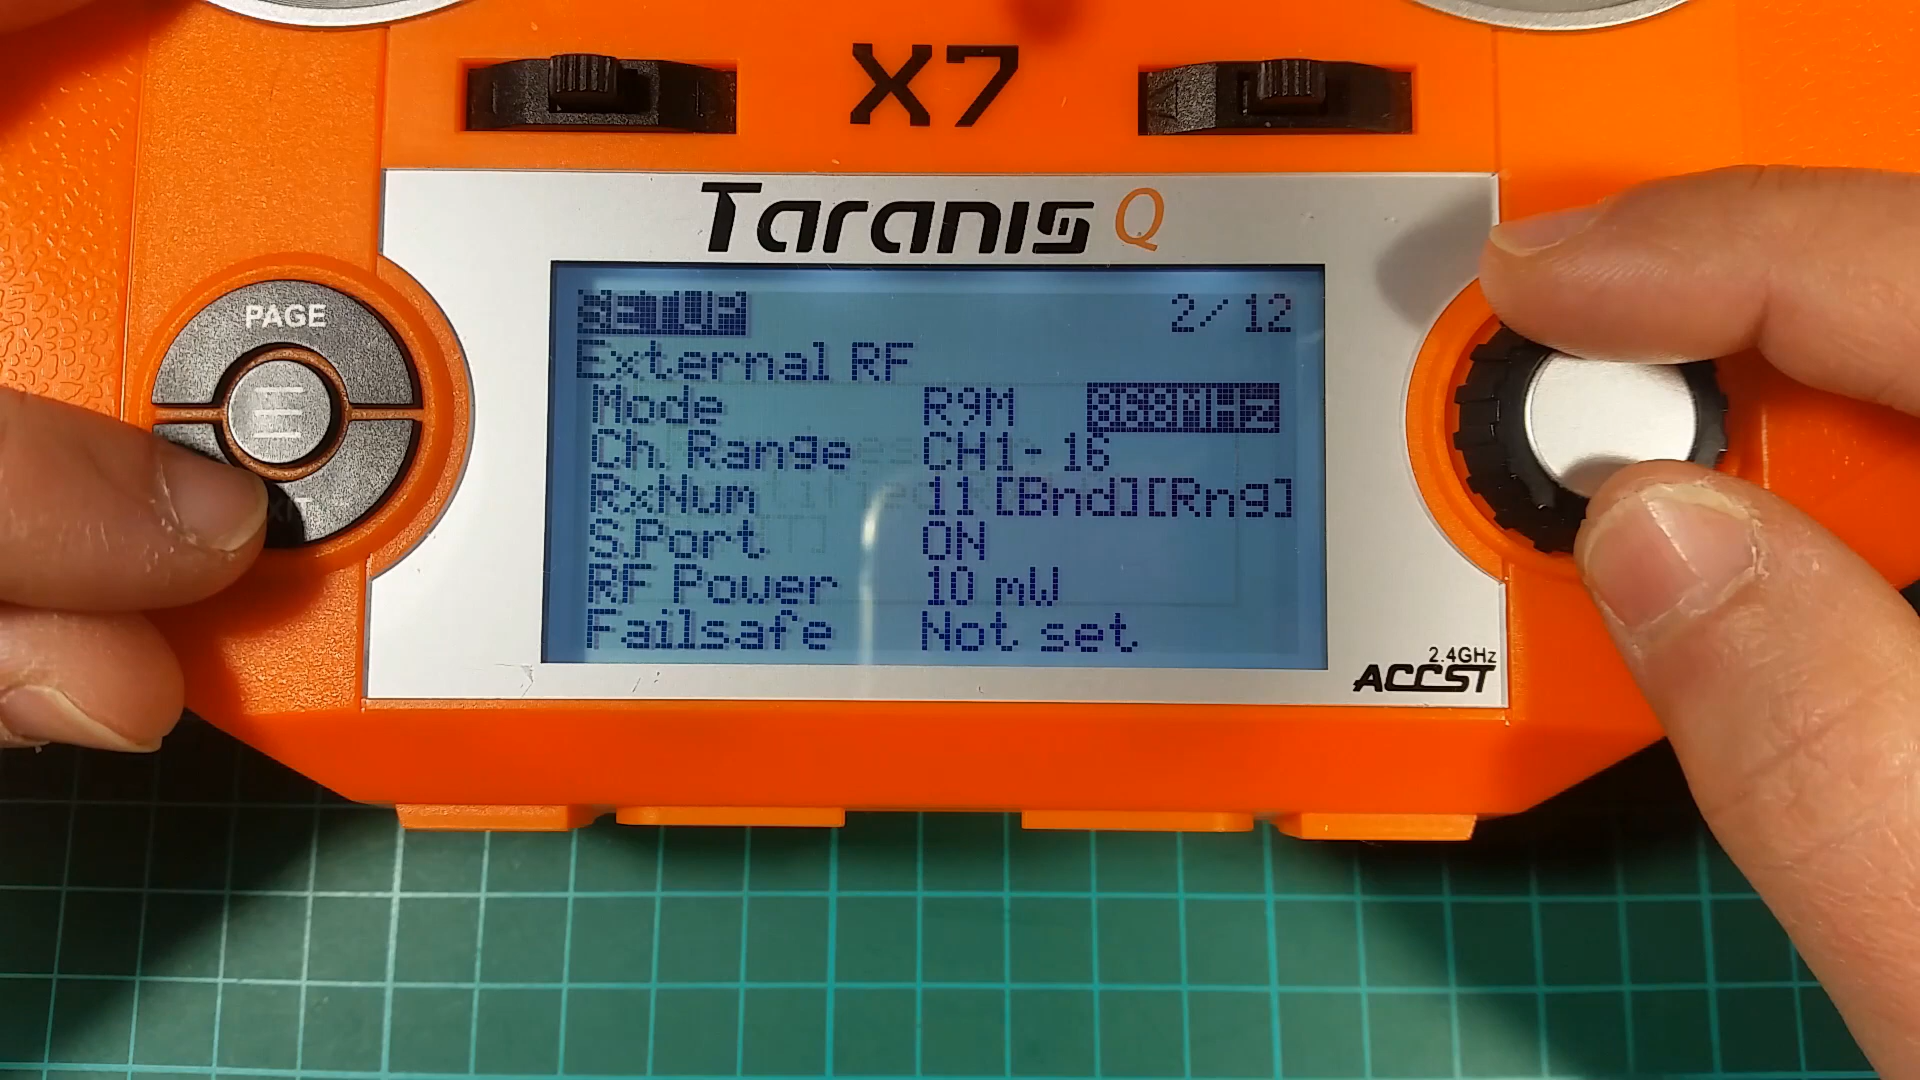 X7
Taranis Q
PAGE
SETUP 2/12
External RF
Mode R9M 868MHz
Ch. Range CH1-16
RxNum 11 [Bnd][Rng]
S.Port ON
RF Power 10 mW
Failsafe Not set
2.4GHz
ACCST